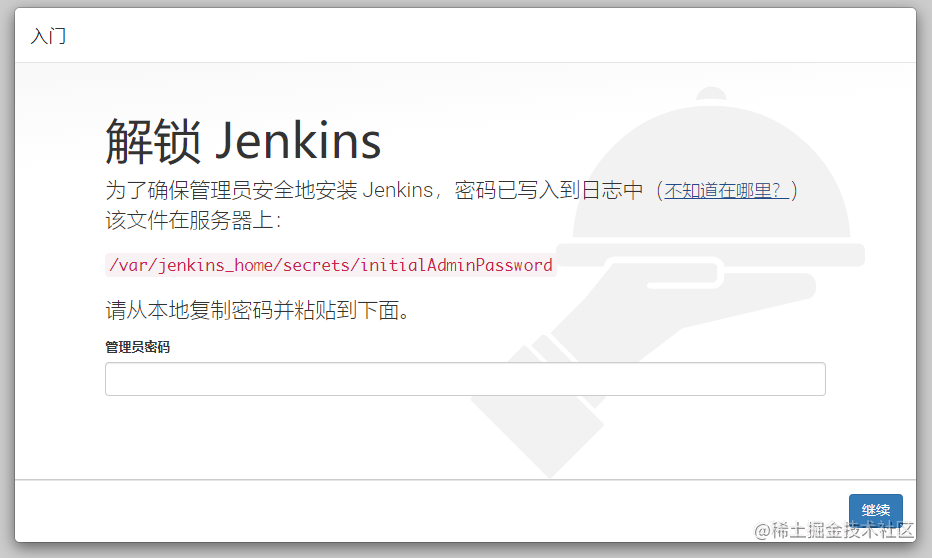 入门
解锁 Jenkins
为了确保管理员安全地安装 Jenkins，密码已写入到日志中（不知道在哪里？）
该文件在服务器上：
/var/jenkins_home/secrets/initialAdminPassword
请从本地复制密码并粘贴到下面。
管理员密码
继续
@稀土掘金技术社区